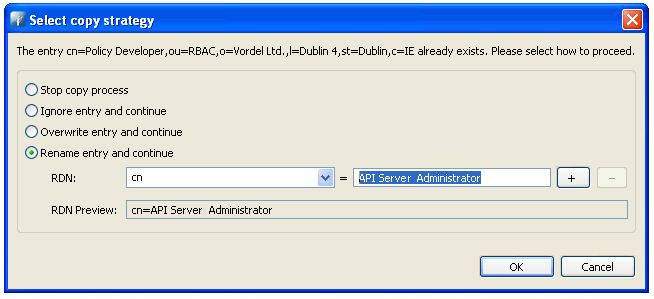 Select copy strategy
The entry cn=Policy Developer,ou=RBAC,o=Vordel Ltd.,l=Dublin 4,st=Dublin,c=IE already exists. Please select how to proceed.
Stop copy process
Ignore entry and continue
Overwrite entry and continue
Rename entry and continue
RDN: cn = API Server  Administrator + −
RDN Preview: cn=API Server  Administrator
OK Cancel